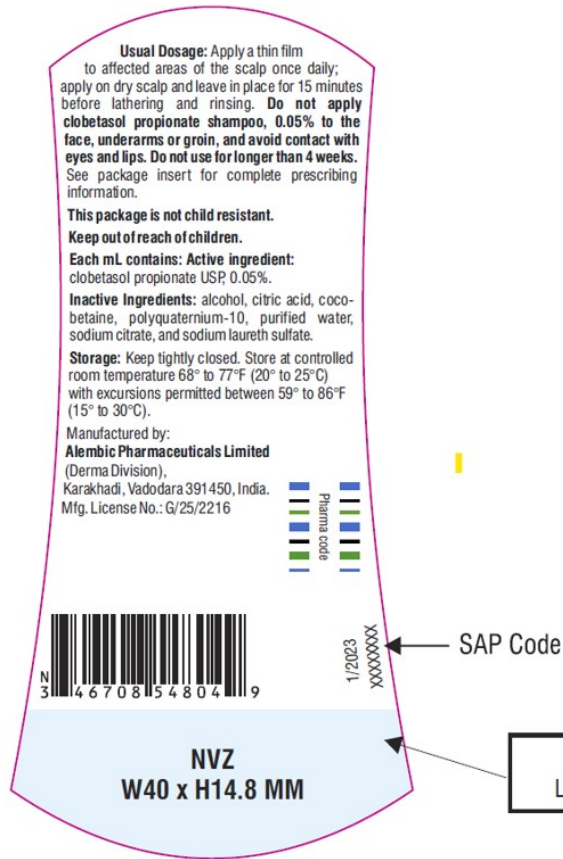 Usual Dosage: Apply a thin film
to affected areas of the scalp once daily;
apply on dry scalp and leave in place for 15 minutes
before lathering and rinsing. Do not apply
clobetasol propionate shampoo, 0.05% to the
face, underarms or groin, and avoid contact with
eyes and lips. Do not use for longer than 4 weeks.
See package insert for complete prescribing
information.
This package is not child resistant.
Keep out of reach of children.
Each mL contains: Active ingredient:
clobetasol propionate USP, 0.05%.
Inactive Ingredients: alcohol, citric acid, coco-
betaine, polyquaternium-10, purified water,
sodium citrate, and sodium laureth sulfate.
Storage: Keep tightly closed. Store at controlled
room temperature 68° to 77°F (20° to 25°C)
with excursions permitted between 59° to 86°F
(15° to 30°C).
Manufactured by:
Alembic Pharmaceuticals Limited
(Derma Division),
Karakhadi, Vadodara 391450, India.
Mfg. License No.: G/25/2216
Pharma code
N
3 46708 54804 9
1/2023
XXXXXXXX
SAP Code
NVZ
W40 x H14.8 MM
L